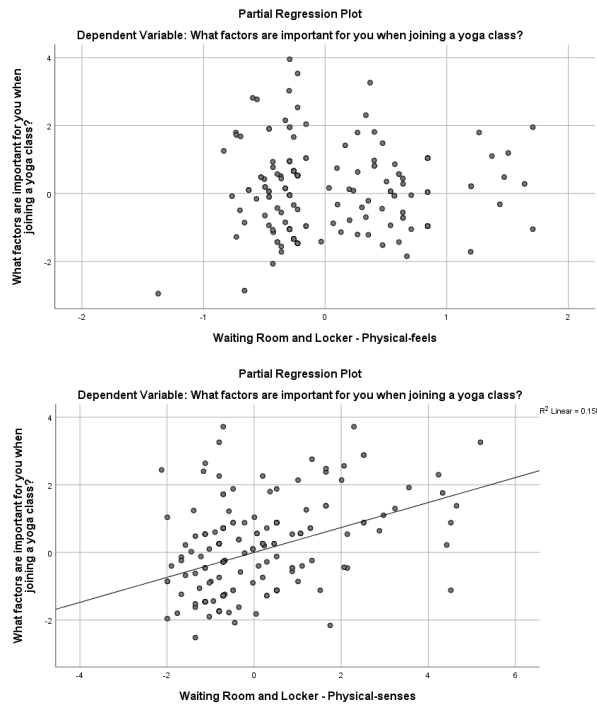 Partial Regression Plot
Dependent Variable: What factors are important for you when joining a yoga class?
What factors are important for you when
joining a yoga class?
4
2
0
-2
-2
-1
0
1
2
Waiting Room and Locker - Physical-feels
Partial Regression Plot
Dependent Variable: What factors are important for you when joining a yoga class?
R2 Linear = 0.15
What factors are important for you when
joining a yoga class?
4
2
0
-2
-4
-2
0
2
4
6
Waiting Room and Locker - Physical-senses